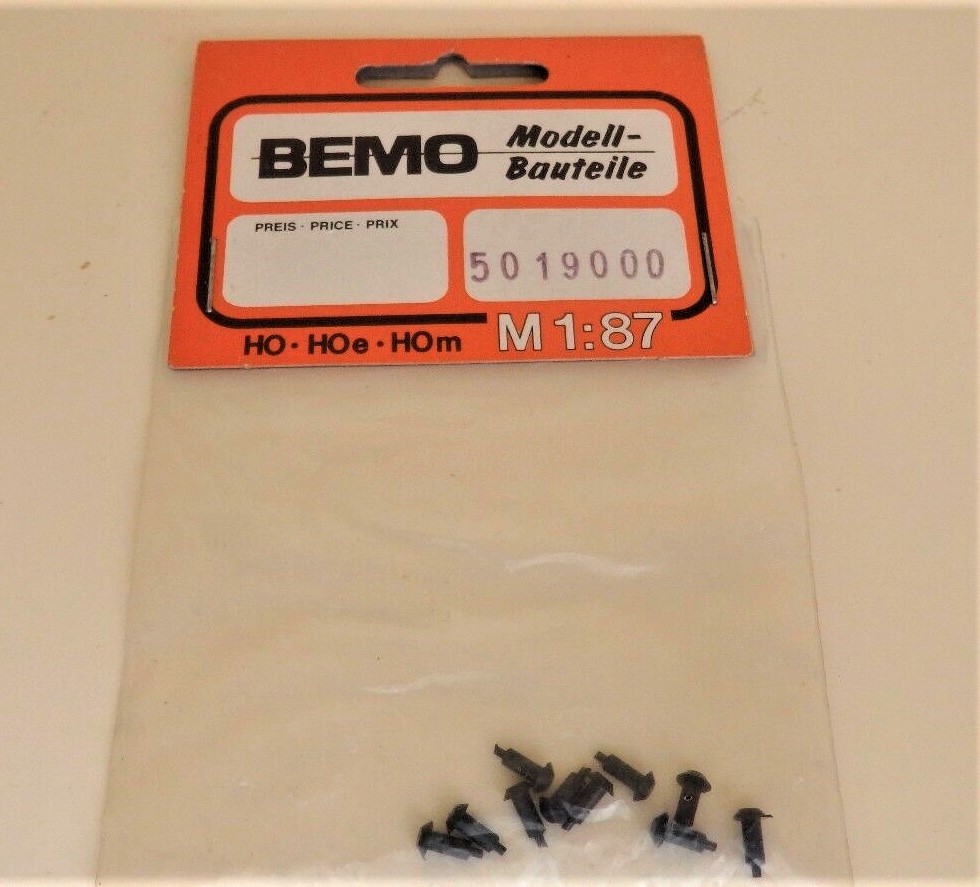 BEMO Modell-
Bauteile
PREIS · PRICE · PRIX
5019000
HO · HOe · HOm M 1:87